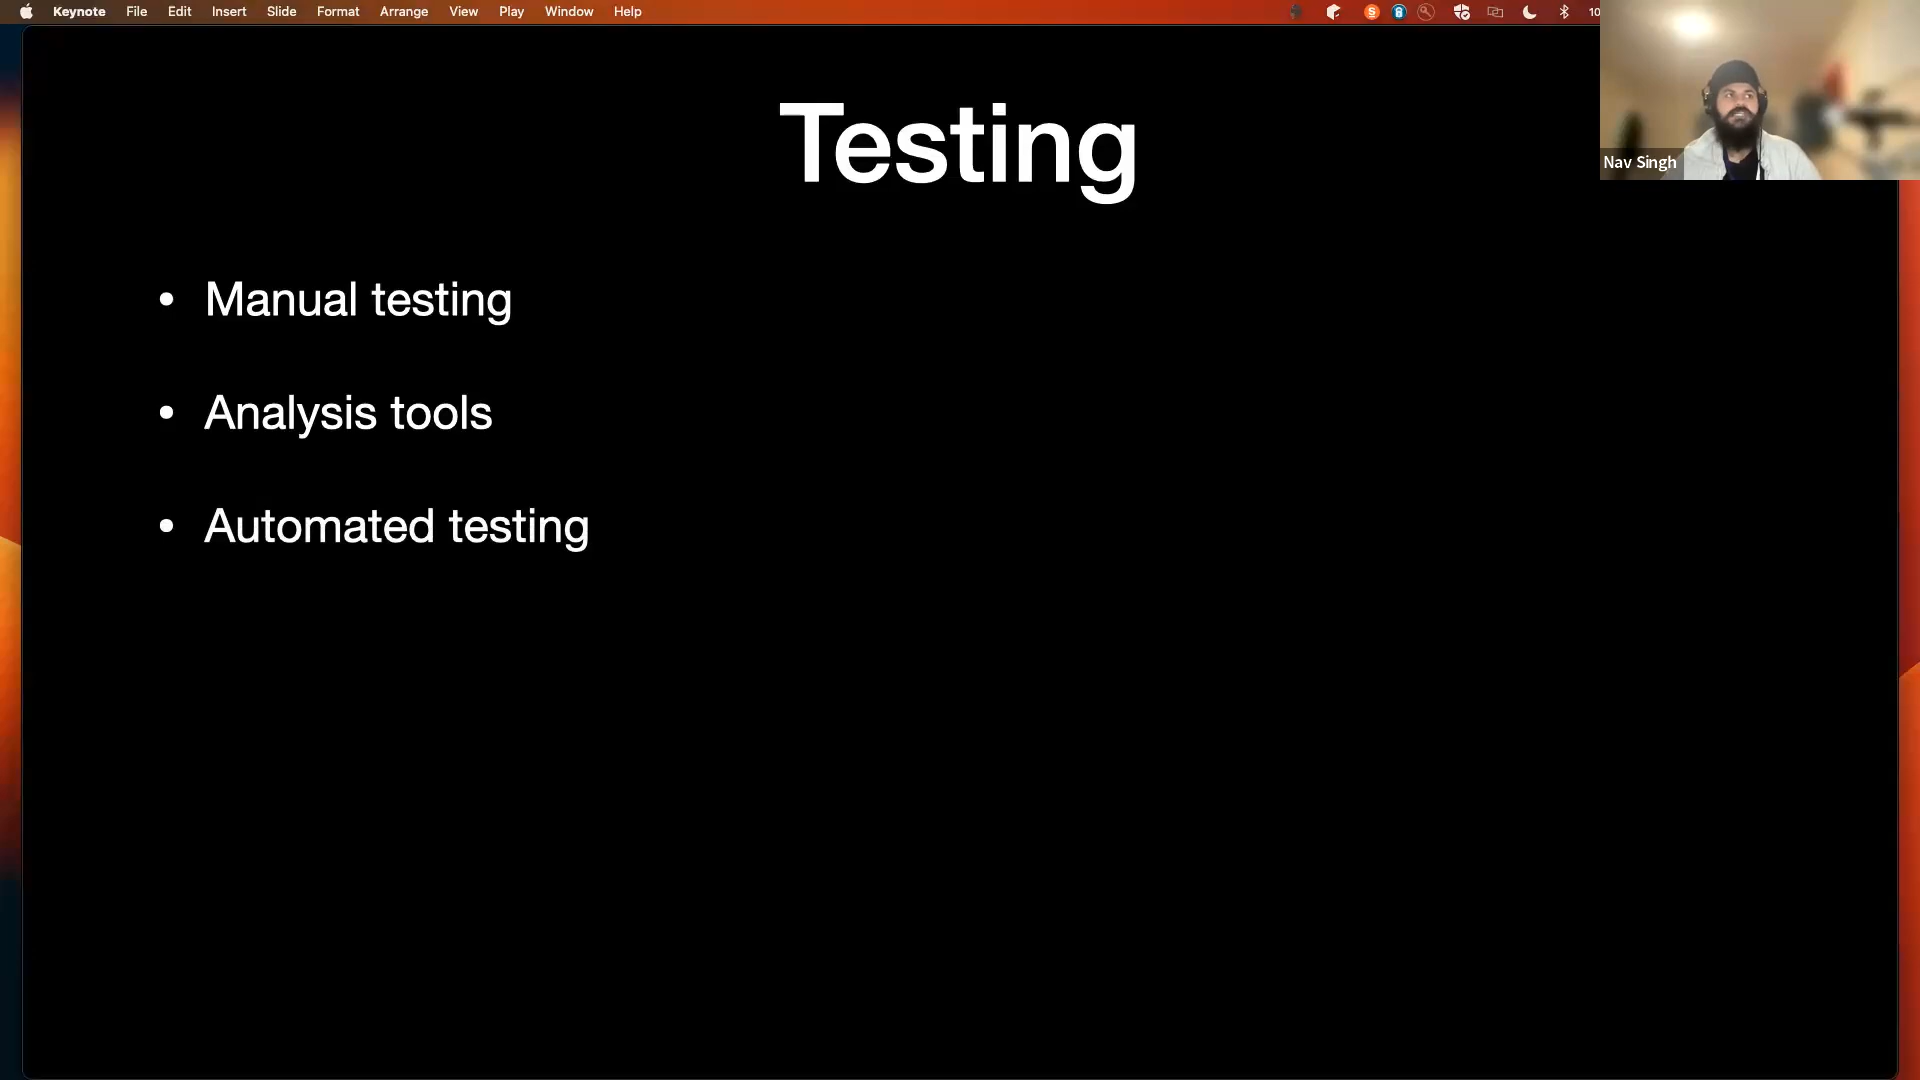 Keynote File Edit Insert Slide Format Arrange View Play Window Help 10
Nav Singh
Testing
• Manual testing
• Analysis tools
• Automated testing